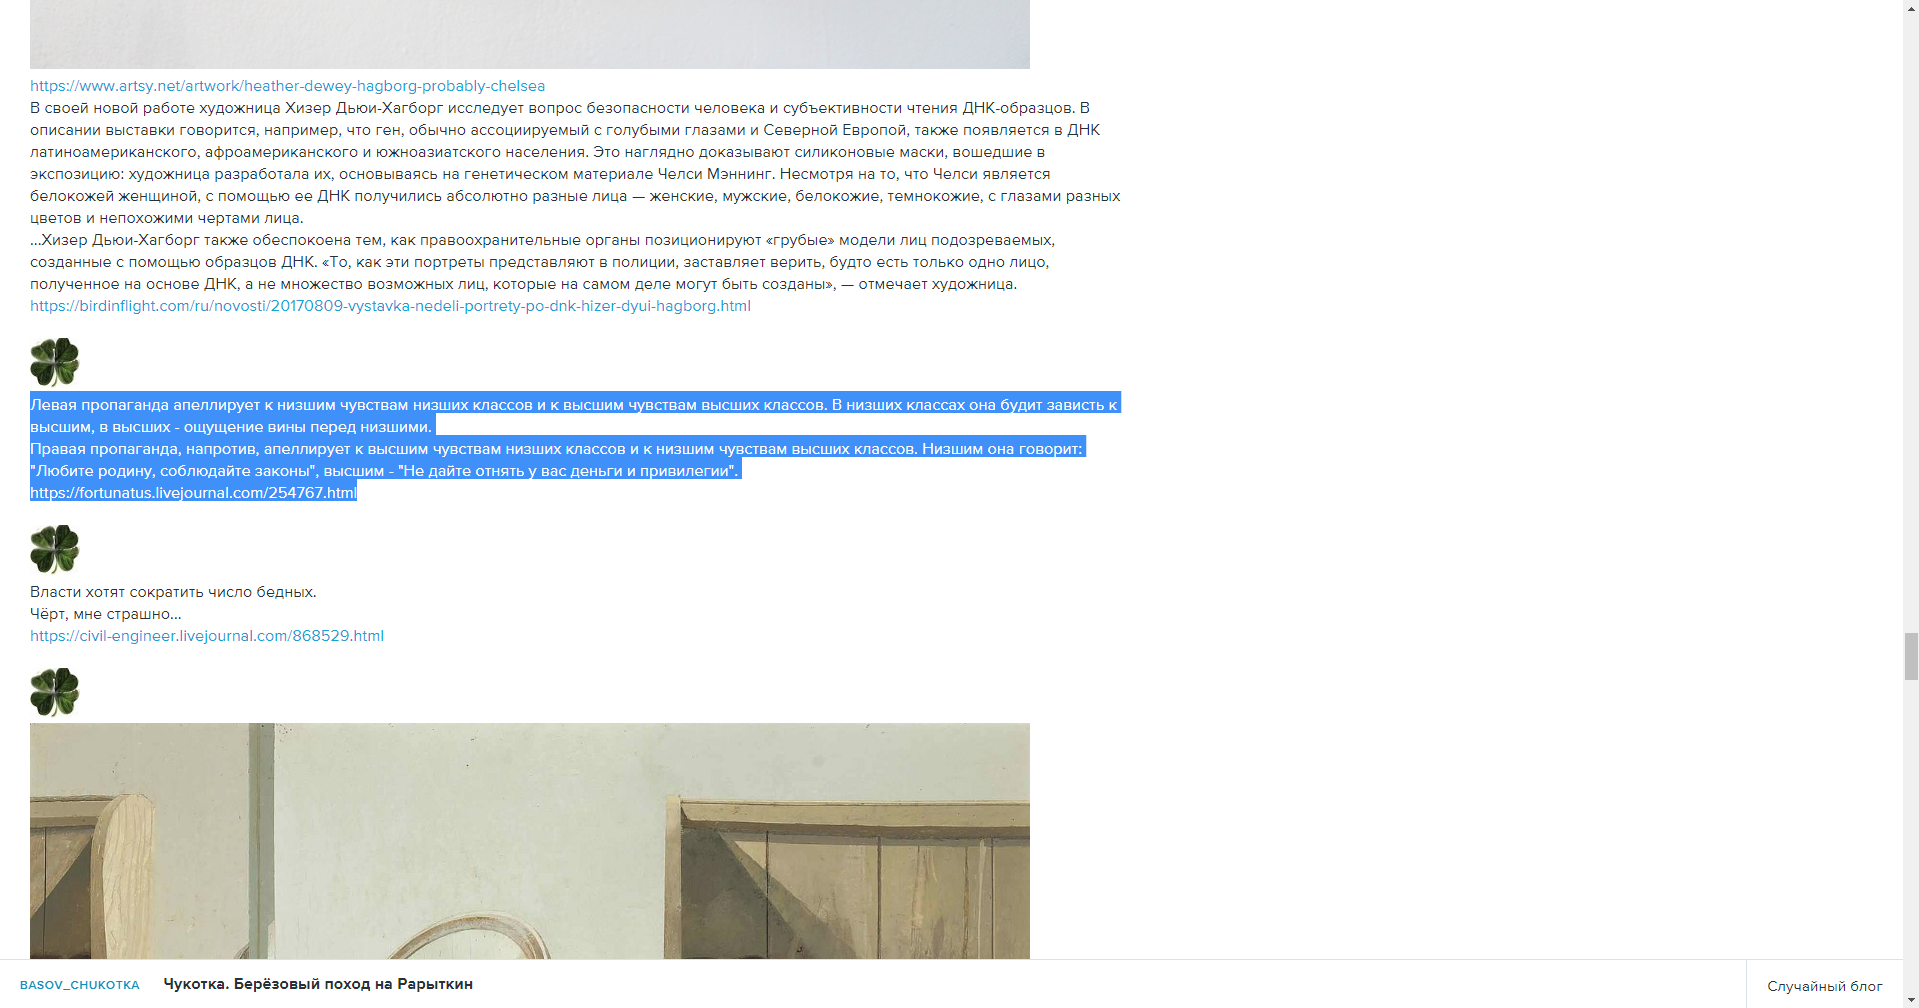 https://www.artsy.net/artwork/heather-dewey-hagborg-probably-chelsea
В своей новой работе художница Хизер Дьюи-Хагборг исследует вопрос безопасности человека и субъективности чтения ДНК-образцов. В
описании выставки говорится, например, что ген, обычно ассоциируемый с голубыми глазами и Северной Европой, также появляется в ДНК
латиноамериканского, афроамериканского и южноазиатского населения. Это наглядно доказывают силиконовые маски, вошедшие в
экспозицию: художница разработала их, основываясь на генетическом материале Челси Мэннинг. Несмотря на то, что Челси является
белокожей женщиной, с помощью ее ДНК получились абсолютно разные лица — женские, мужские, белокожие, темнокожие, с глазами разных
цветов и непохожими чертами лица.
...Хизер Дьюи-Хагборг также обеспокоена тем, как правоохранительные органы позиционируют «грубые» модели лиц подозреваемых,
созданные с помощью образцов ДНК. «То, как эти портреты представляют в полиции, заставляет верить, будто есть только одно лицо,
полученное на основе ДНК, а не множество возможных лиц, которые на самом деле могут быть созданы», — отмечает художница.
https://birdinflight.com/ru/novosti/20170809-vystavka-nedeli-portrety-po-dnk-hizer-dyui-hagborg.html
Левая пропаганда апеллирует к низшим чувствам низших классов и к высшим чувствам высших классов. В низших классах она будит зависть к
высшим, в высших - ощущение вины перед низшими.
Правая пропаганда, напротив, апеллирует к высшим чувствам низших классов и к низшим чувствам высших классов. Низшим она говорит:
"Любите родину, соблюдайте законы", высшим - "Не дайте отнять у вас деньги и привилегии".
https://fortunatus.livejournal.com/254767.html
Власти хотят сократить число бедных.
Чёрт, мне страшно...
https://civil-engineer.livejournal.com/868529.html
BASOV_CHUKOTKA Чукотка. Берёзовый поход на Рарыткин Случайный блог